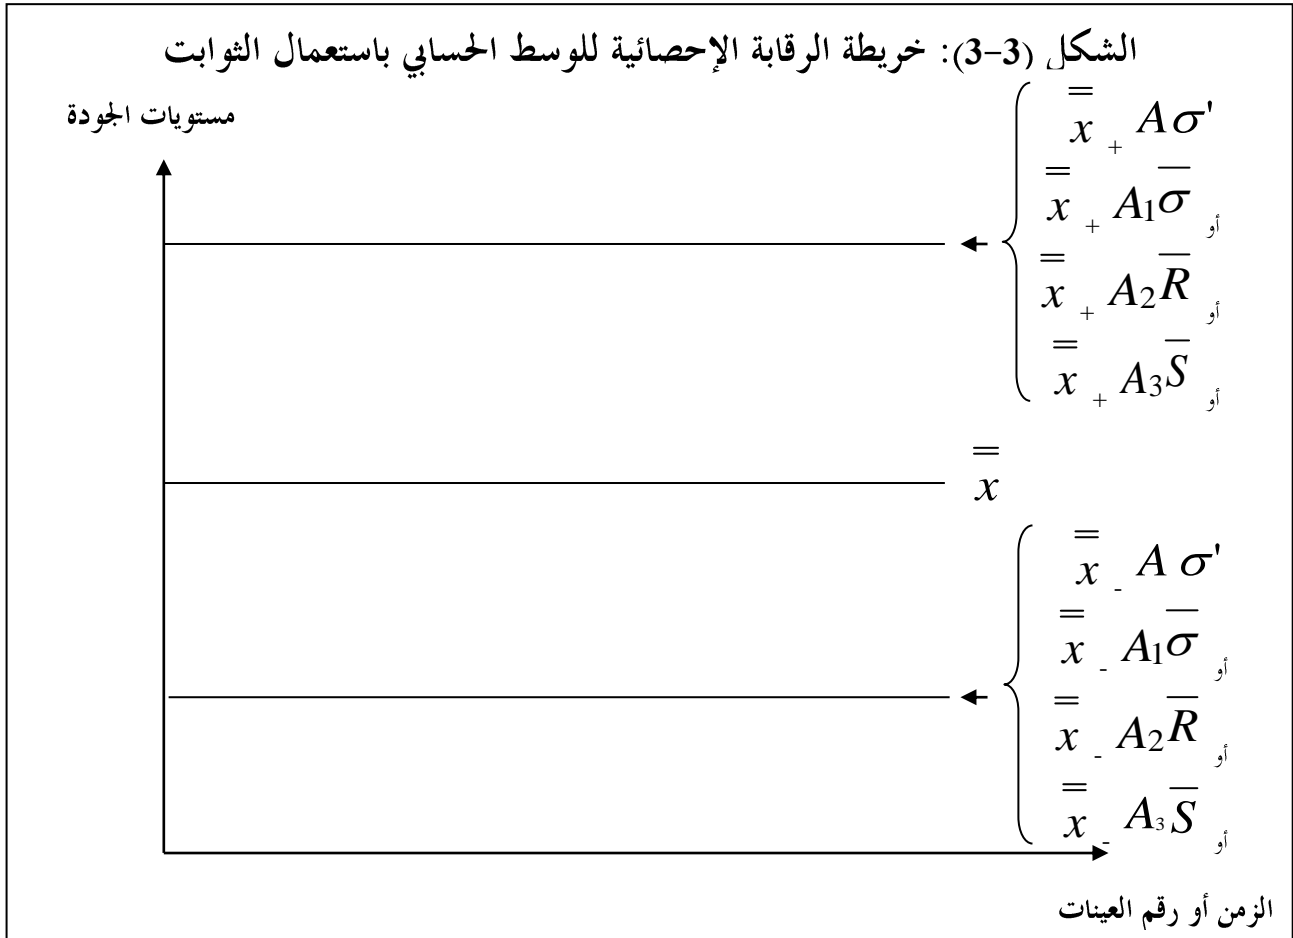 الشكل (3-3): خريطة الرقابة الإحصائية للوسط الحسابي باستعمال الثوابت
مستويات الجودة
x̿ + Aσ'
x̿ + A₁σ̅ أو
x̿ + A₂R̅ أو
x̿ + A₃S̅ أو
x̿
x̿ - A σ'
x̿ - A₁σ̅ أو
x̿ - A₂R̅ أو
x̿ - A₃S̅ أو
الزمن أو رقم العينات